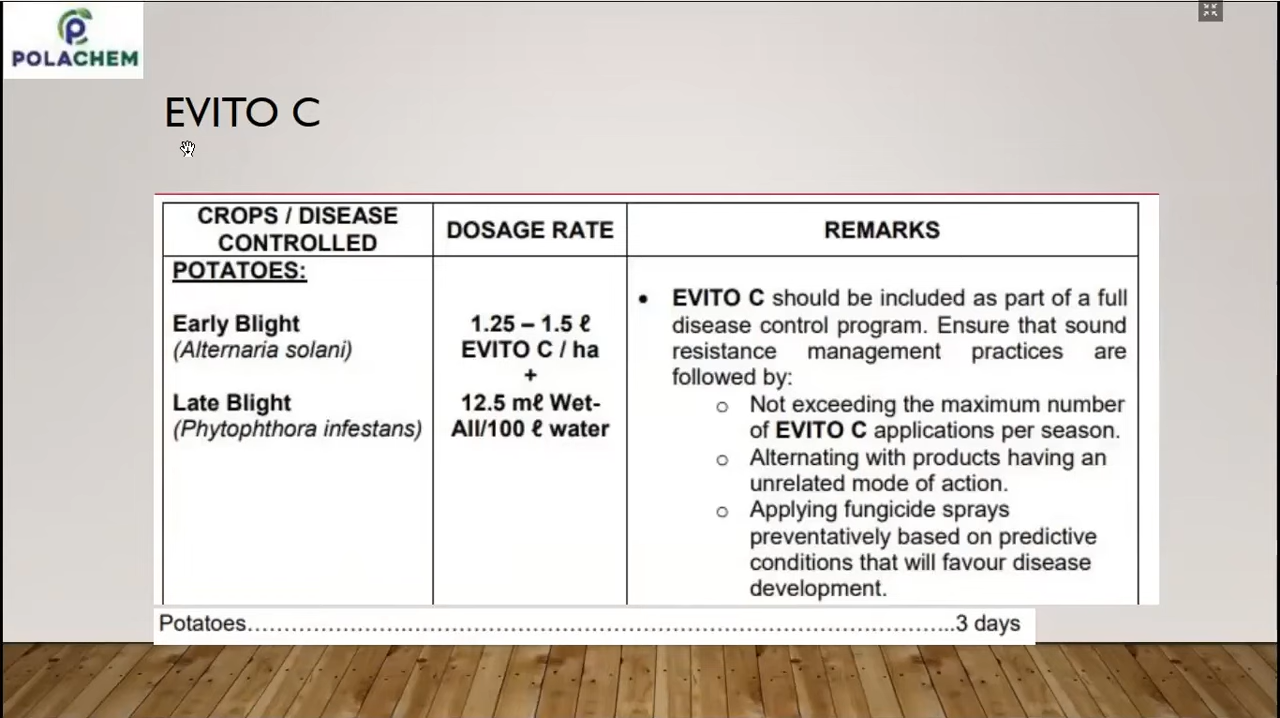 POLACHEM
EVITO C
CROPS / DISEASE
CONTROLLED
DOSAGE RATE
REMARKS
POTATOES:
Early Blight
(Alternaria solani)
Late Blight
(Phytophthora infestans)
1.25 – 1.5 ℓ
EVITO C / ha
+
12.5 mℓ Wet-
All/100 ℓ water
• EVITO C should be included as part of a full
disease control program. Ensure that sound
resistance management practices are
followed by:
o Not exceeding the maximum number
of EVITO C applications per season.
o Alternating with products having an
unrelated mode of action.
o Applying fungicide sprays
preventatively based on predictive
conditions that will favour disease
development.
Potatoes……………………………………………………………………………………..3 days